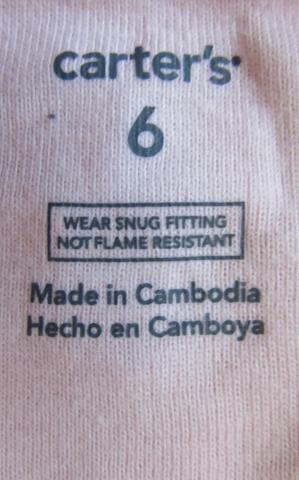 carter's
6
WEAR SNUG FITTING
NOT FLAME RESISTANT
Made in Cambodia
Hecho en Camboya